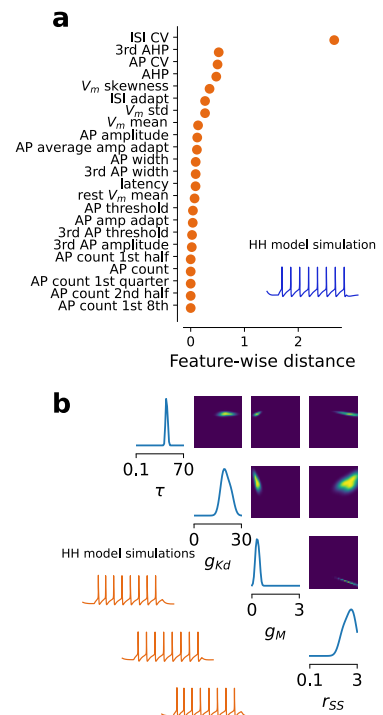 a
ISI CV
3rd AHP
AP CV
AHP
Vm skewness
ISI adapt
Vm std
Vm mean
AP amplitude
AP average amp adapt
AP width
3rd AP width
latency
rest Vm mean
AP threshold
AP amp adapt
3rd AP threshold
3rd AP amplitude
AP count 1st half
AP count
AP count 1st quarter
AP count 2nd half
AP count 1st 8th
HH model simulation
0 1 2
Feature-wise distance
b
0.1 70
τ
0 30
gKd
HH model simulations
0 3
gM
0.1 3
rSS